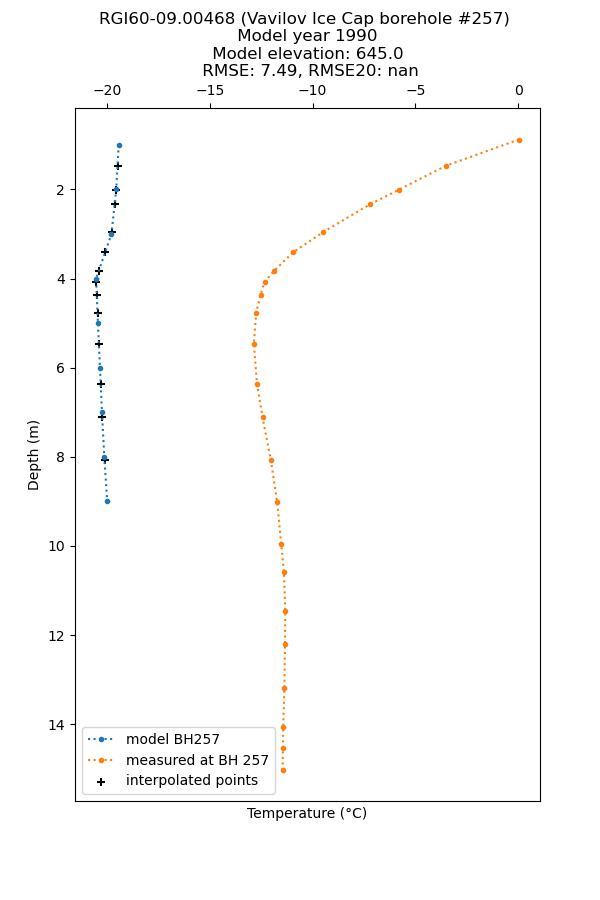 RGI60-09.00468 (Vavilov Ice Cap borehole #257)
Model year 1990
Model elevation: 645.0
RMSE: 7.49, RMSE20: nan
−20 −15 −10 −5 0
2
4
6
8
10
12
14
Depth (m)
model BH257
measured at BH 257
interpolated points
Temperature (°C)